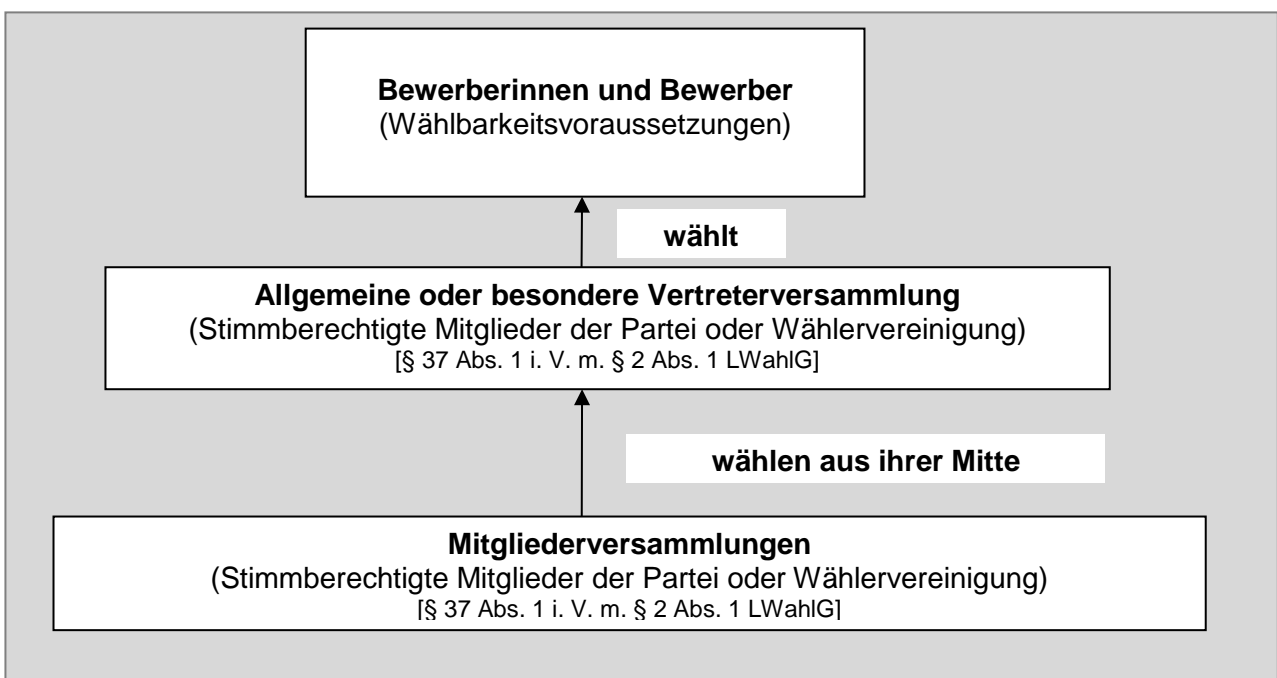 Bewerberinnen und Bewerber
(Wählbarkeitsvoraussetzungen)
wählt
Allgemeine oder besondere Vertreterversammlung
(Stimmberechtigte Mitglieder der Partei oder Wählervereinigung)
[§ 37 Abs. 1 i. V. m. § 2 Abs. 1 LWahlG]
wählen aus ihrer Mitte
Mitgliederversammlungen
(Stimmberechtigte Mitglieder der Partei oder Wählervereinigung)
[§ 37 Abs. 1 i. V. m. § 2 Abs. 1 LWahlG]